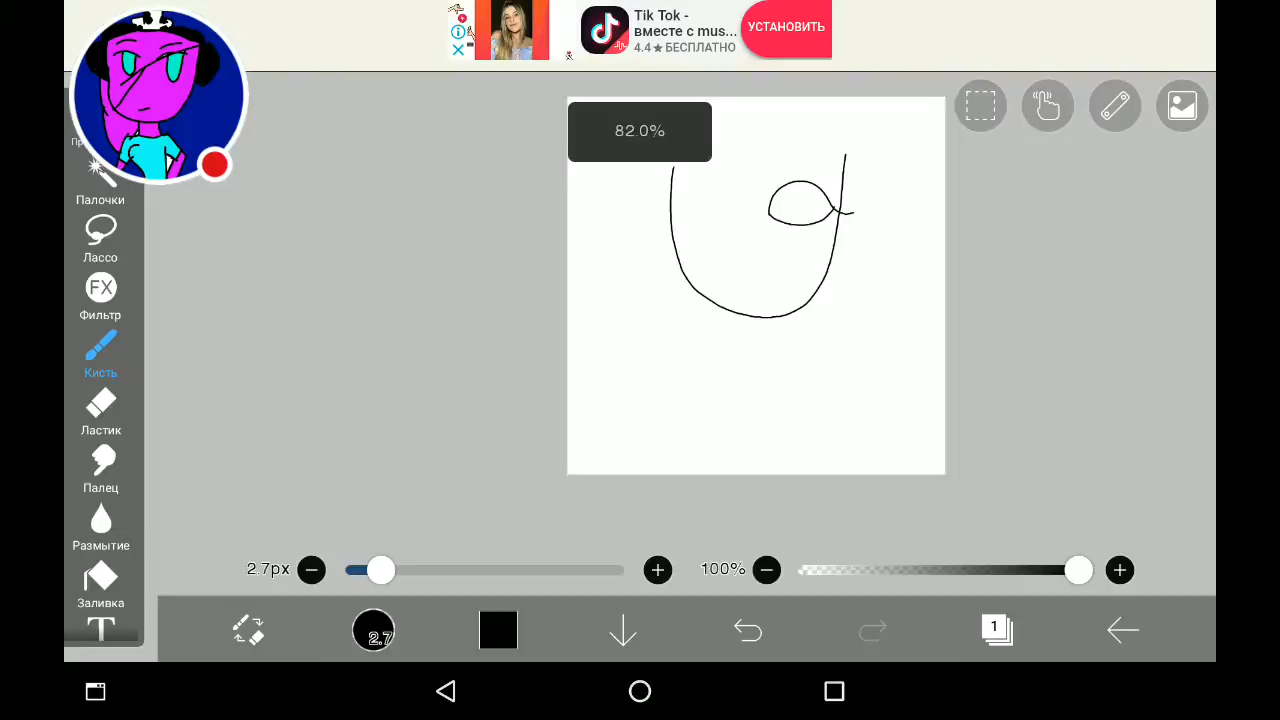 Tik Tok -
вместе с mus...
4.4★ БЕСПЛАТНО
УСТАНОВИТЬ
82.0%
Палочки
Лассо
FX
Фильтр
Кисть
Ластик
Палец
Размытие
Заливка
T
2.7px
100%
2.7
1